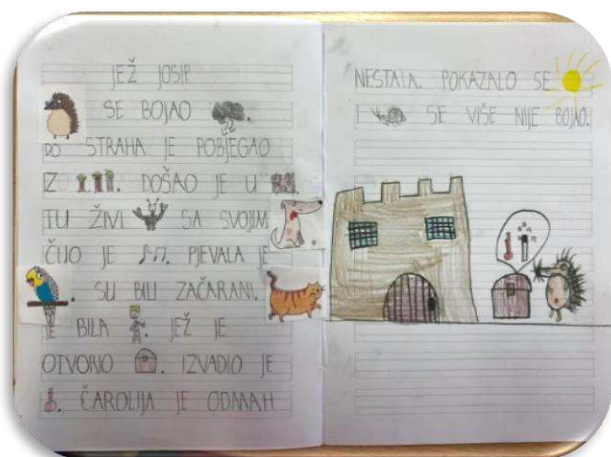 JEŽ JOSIP
SE BOJAO
OD STRAHA JE POBJEGAO
IZ . DOŠAO JE U .
TU ŽIVI SA SVOJIM
ČUO JE . PJEVALA JE
. SU BILI ZAČARANI.
JE BILA . JEŽ JE
OTVORIO . IZVADIO JE
. ČAROLIJA JE ODMAH
NESTALA. POKAZALO SE
SE VIŠE NIJE BOJAO.